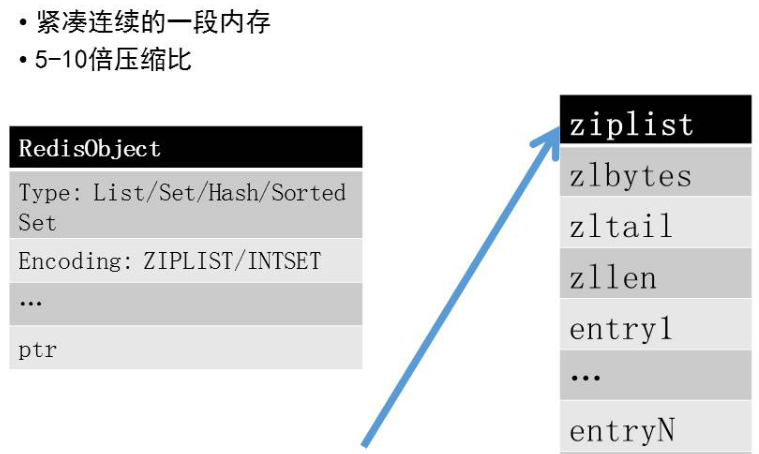 • 紧凑连续的一段内存
• 5-10倍压缩比
RedisObject
Type: List/Set/Hash/Sorted
Set
Encoding: ZIPLIST/INTSET
…
ptr
ziplist
zlbytes
zltail
zllen
entry1
…
entryN